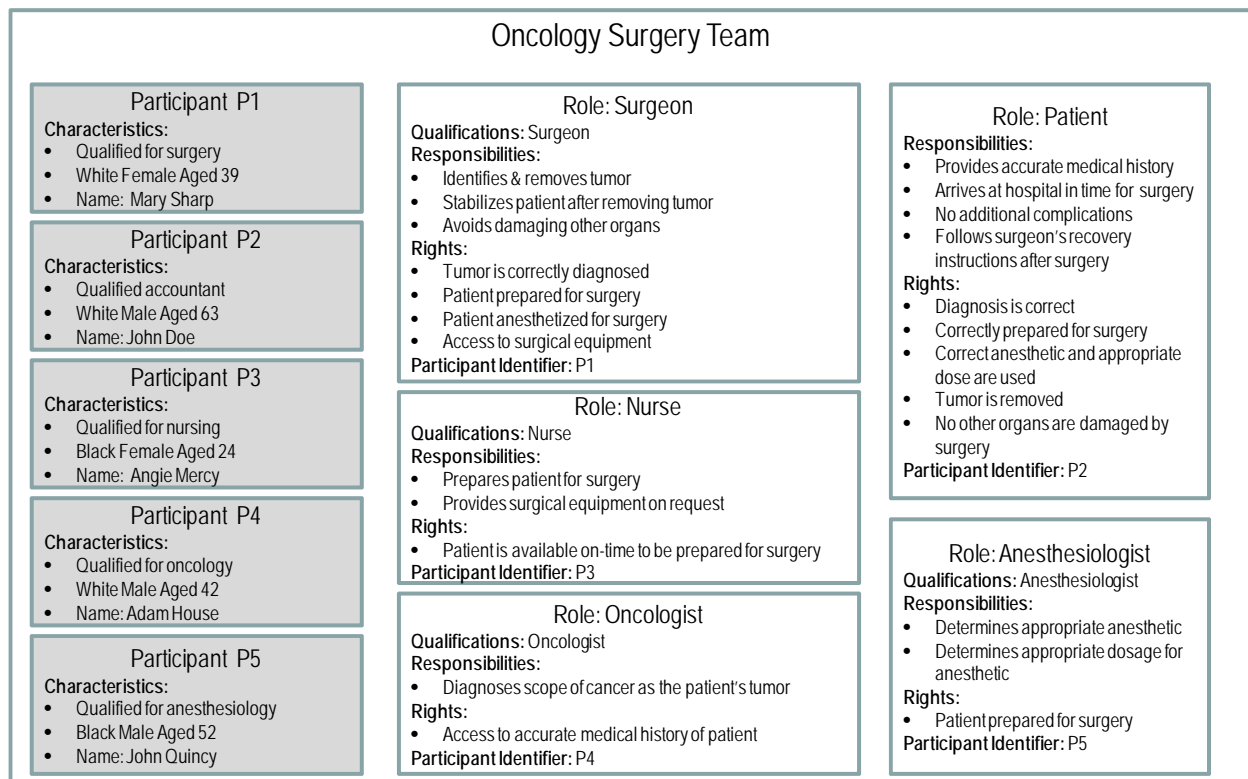 Oncology Surgery Team
Participant P1
Characteristics:
• Qualified for surgery
• White Female Aged 39
• Name: Mary Sharp
Participant P2
Characteristics:
• Qualified accountant
• White Male Aged 63
• Name: John Doe
Participant P3
Characteristics:
• Qualified for nursing
• Black Female Aged 24
• Name: Angie Mercy
Participant P4
Characteristics:
• Qualified for oncology
• White Male Aged 42
• Name: Adam House
Participant P5
Characteristics:
• Qualified for anesthesiology
• Black Male Aged 52
• Name: John Quincy
Role: Surgeon
Qualifications: Surgeon
Responsibilities:
• Identifies & removes tumor
• Stabilizes patient after removing tumor
• Avoids damaging other organs
Rights:
• Tumor is correctly diagnosed
• Patient prepared for surgery
• Patient anesthetized for surgery
• Access to surgical equipment
Participant Identifier: P1
Role: Nurse
Qualifications: Nurse
Responsibilities:
• Prepares patient for surgery
• Provides surgical equipment on request
Rights:
• Patient is available on-time to be prepared for surgery
Participant Identifier: P3
Role: Oncologist
Qualifications: Oncologist
Responsibilities:
• Diagnoses scope of cancer as the patient's tumor
Rights:
• Access to accurate medical history of patient
Participant Identifier: P4
Role: Patient
Responsibilities:
• Provides accurate medical history
• Arrives at hospital in time for surgery
• No additional complications
• Follows surgeon's recovery
instructions after surgery
Rights:
• Diagnosis is correct
• Correctly prepared for surgery
• Correct anesthetic and appropriate
dose are used
• Tumor is removed
• No other organs are damaged by
surgery
Participant Identifier: P2
Role: Anesthesiologist
Qualifications: Anesthesiologist
Responsibilities:
• Determines appropriate anesthetic
• Determines appropriate dosage for
anesthetic
Rights:
• Patient prepared for surgery
Participant Identifier: P5